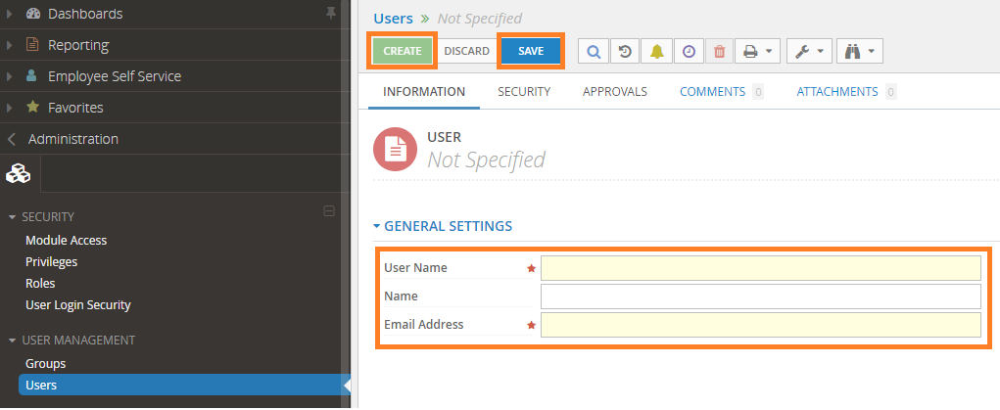 Dashboards
Reporting
Employee Self Service
Favorites
Administration
SECURITY
Module Access
Privileges
Roles
User Login Security
USER MANAGEMENT
Groups
Users
Users » Not Specified
CREATE DISCARD SAVE
INFORMATION SECURITY APPROVALS COMMENTS 0 ATTACHMENTS 0
USER
Not Specified
GENERAL SETTINGS
User Name
Name
Email Address